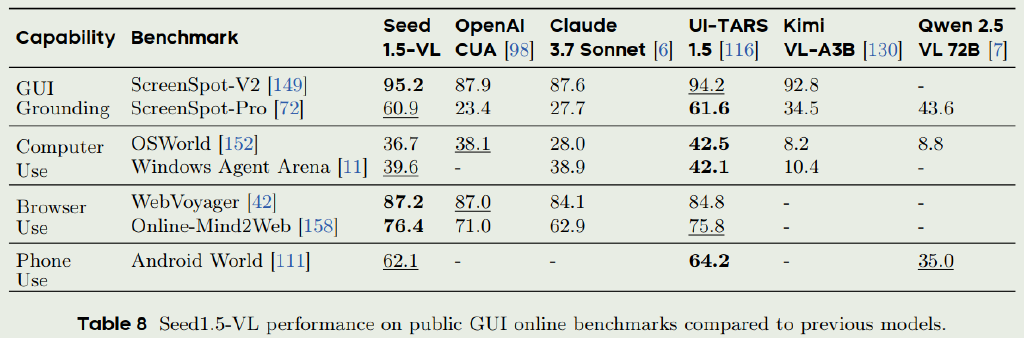 Capability Benchmark Seed 1.5-VL OpenAI CUA [98] Claude 3.7 Sonnet [6] UI-TARS 1.5 [116] Kimi VL-A3B [130] Qwen 2.5 VL 72B [7]
GUI Grounding ScreenSpot-V2 [149] 95.2 87.9 87.6 94.2 92.8 -
ScreenSpot-Pro [72] 60.9 23.4 27.7 61.6 34.5 43.6
Computer Use OSWorld [152] 36.7 38.1 28.0 42.5 8.2 8.8
Windows Agent Arena [11] 39.6 - 38.9 42.1 10.4 -
Browser Use WebVoyager [42] 87.2 87.0 84.1 84.8 - -
Online-Mind2Web [158] 76.4 71.0 62.9 75.8 - -
Phone Use Android World [111] 62.1 - - 64.2 - 35.0
Table 8 Seed1.5-VL performance on public GUI online benchmarks compared to previous models.